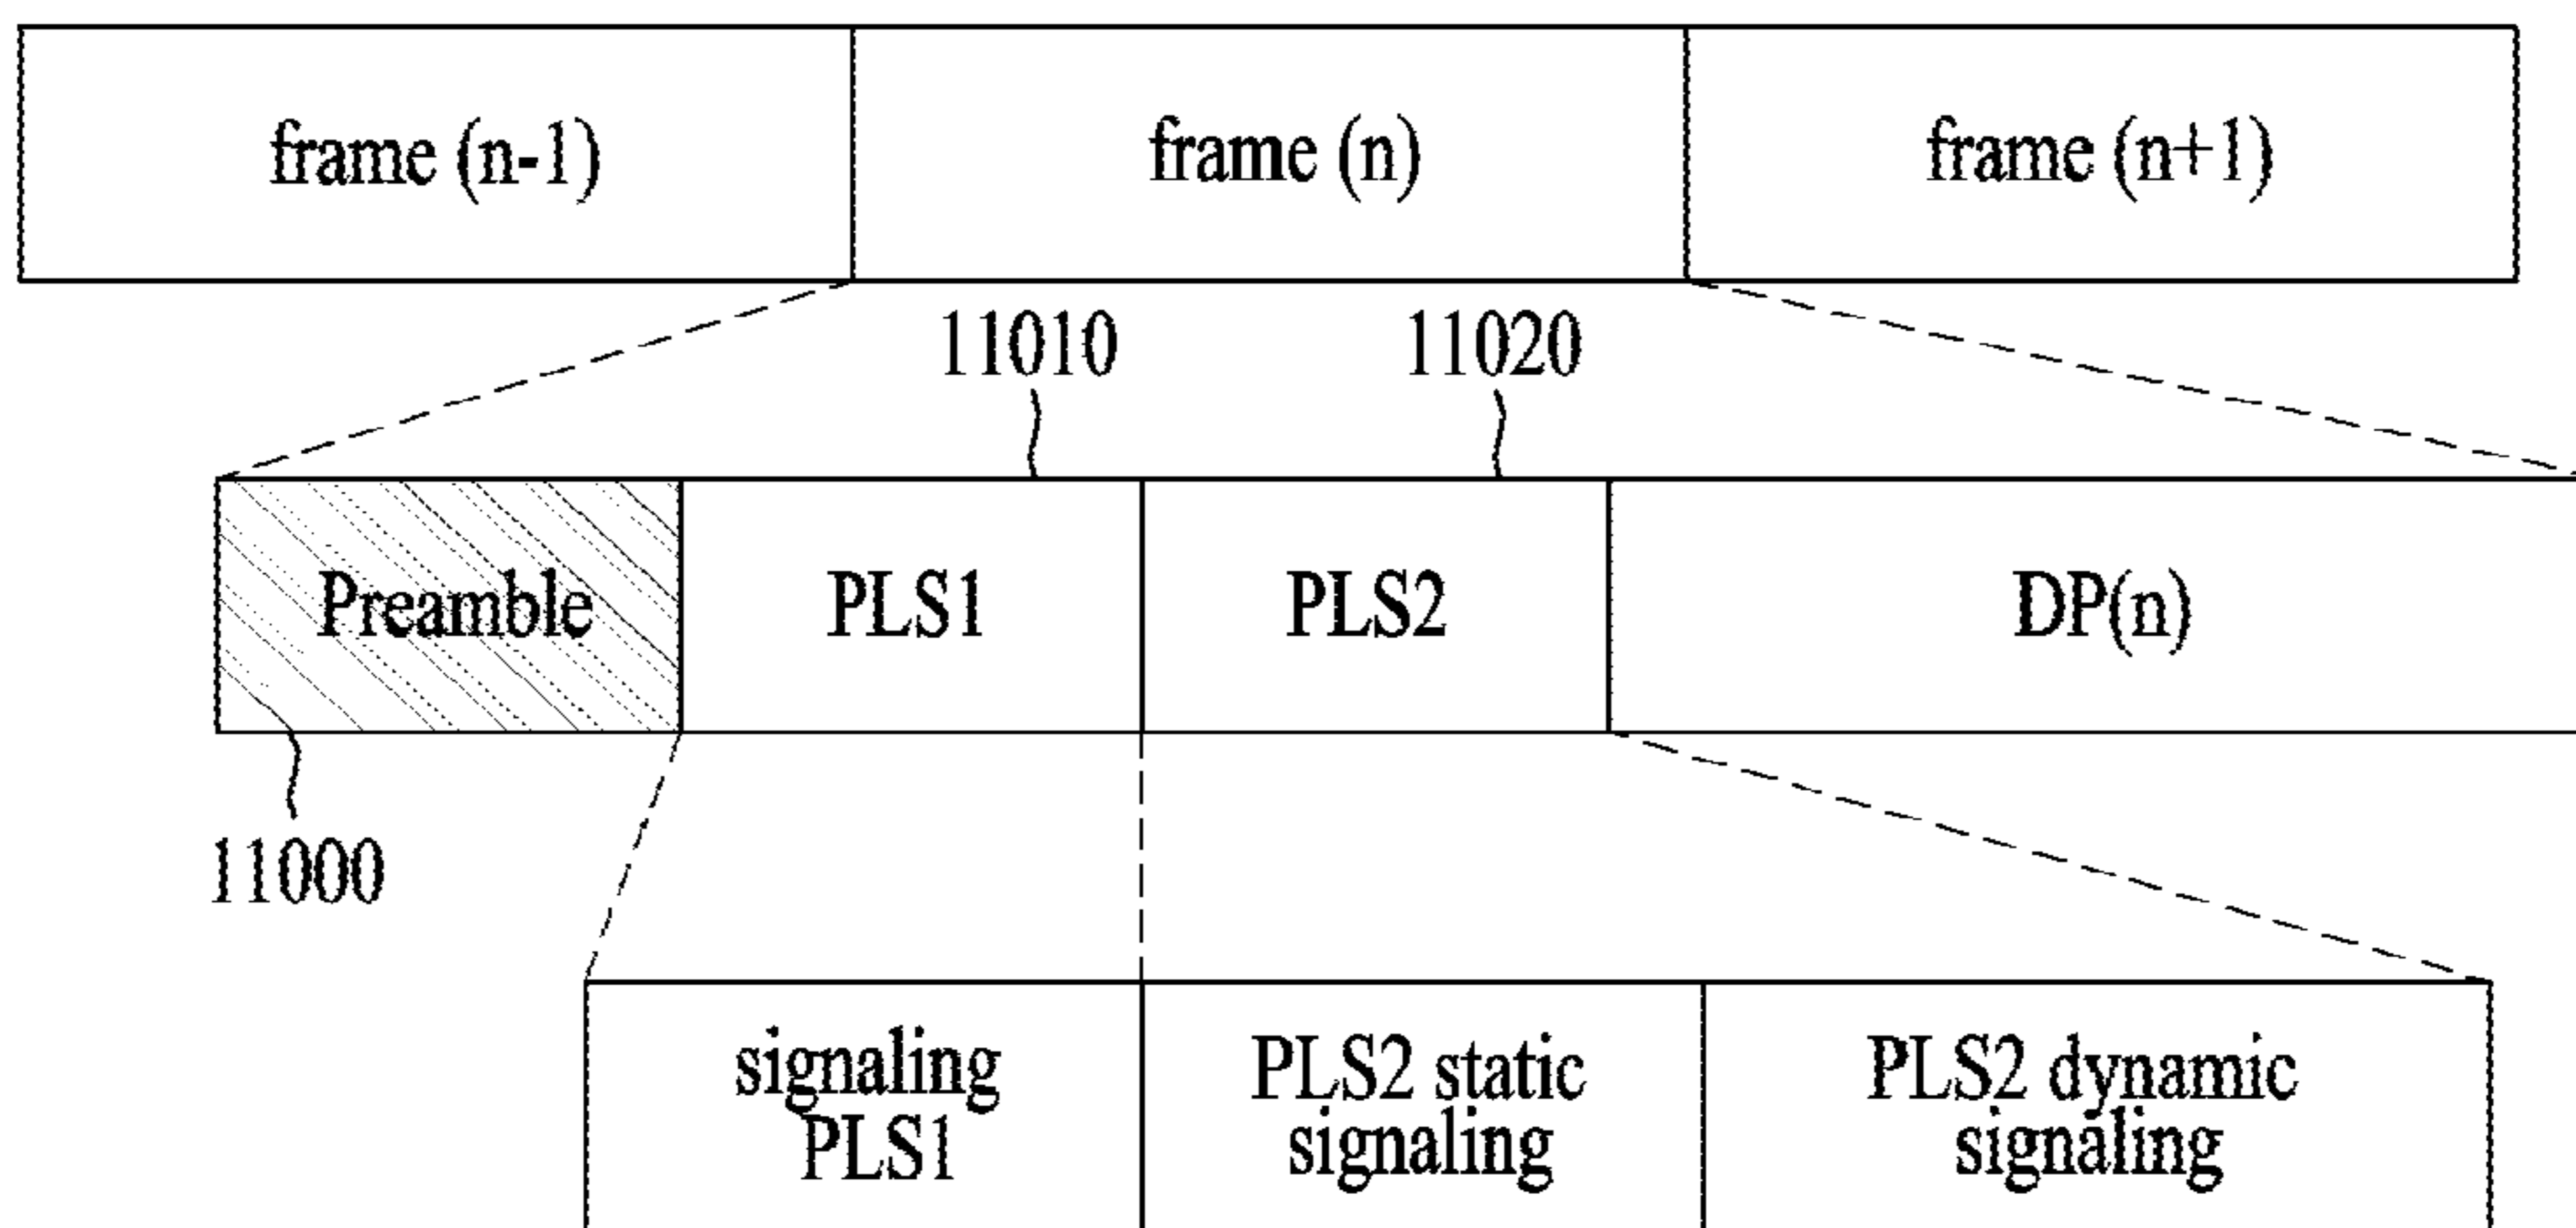 frame (n-1)
frame (n)
frame (n+1)
11010
11020
Preamble
PLS1
PLS2
DP(n)
11000
signaling
PLS1
PLS2 static
signaling
PLS2 dynamic
signaling